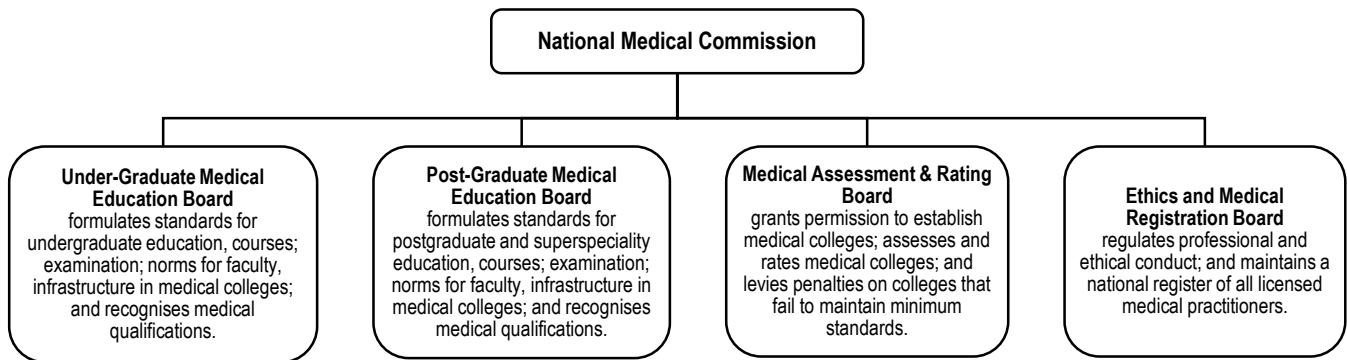 National Medical Commission
Under-Graduate Medical
Education Board
formulates standards for
undergraduate education, courses;
examination; norms for faculty,
infrastructure in medical colleges;
and recognises medical
qualifications.
Post-Graduate Medical
Education Board
formulates standards for
postgraduate and superspeciality
education, courses; examination;
norms for faculty, infrastructure in
medical colleges; and recognises
medical qualifications.
Medical Assessment & Rating
Board
grants permission to establish
medical colleges; assesses and
rates medical colleges; and
levies penalties on colleges that
fail to maintain minimum
standards.
Ethics and Medical
Registration Board
regulates professional and
ethical conduct; and maintains a
national register of all licensed
medical practitioners.